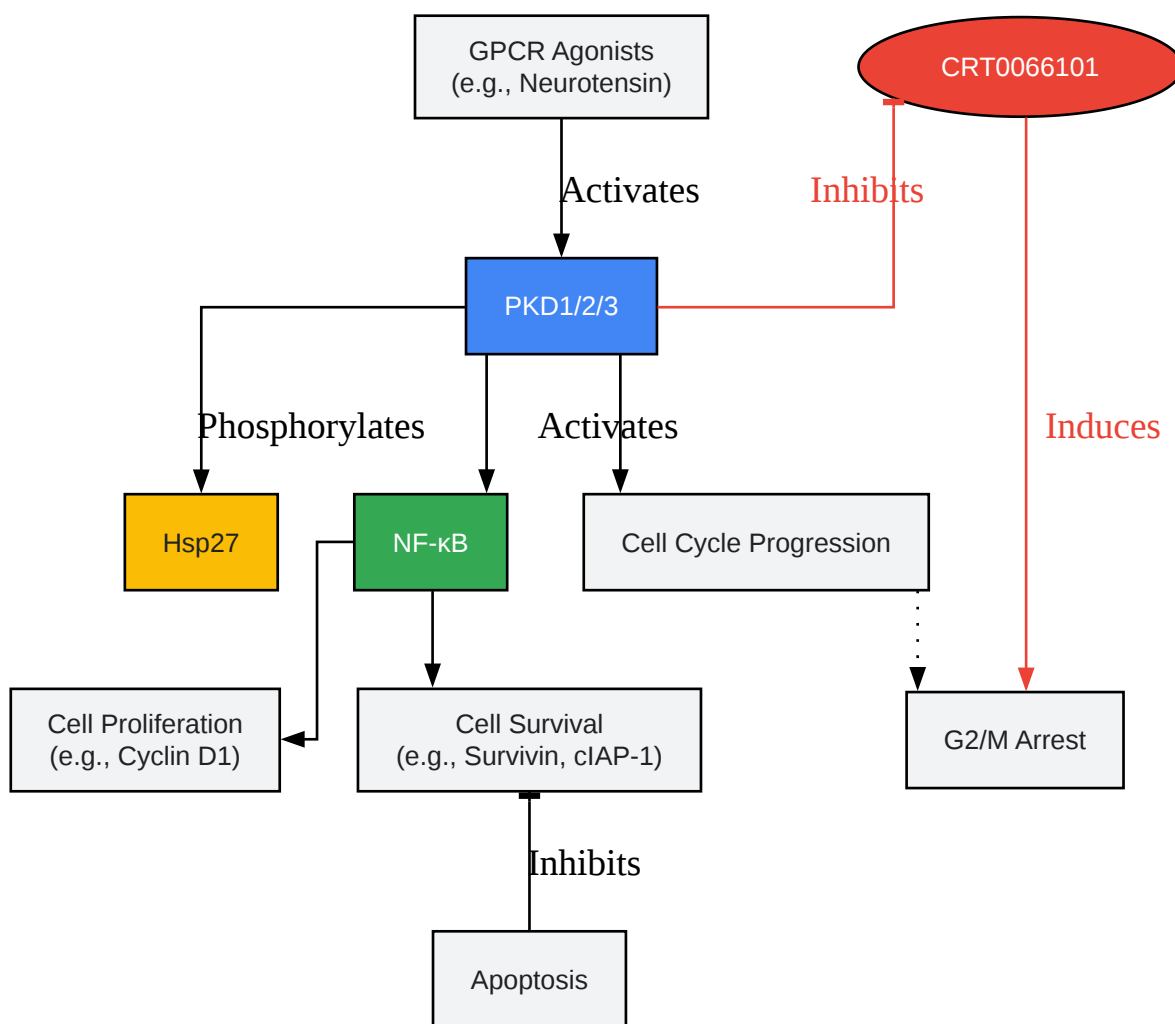 GPCR Agonists
(e.g., Neurotensin)
CRT0066101
Activates
Inhibits
PKD1/2/3
Phosphorylates
Activates
Induces
Hsp27
NF-κB
Cell Cycle Progression
Cell Proliferation
(e.g., Cyclin D1)
Cell Survival
(e.g., Survivin, cIAP-1)
G2/M Arrest
Inhibits
Apoptosis